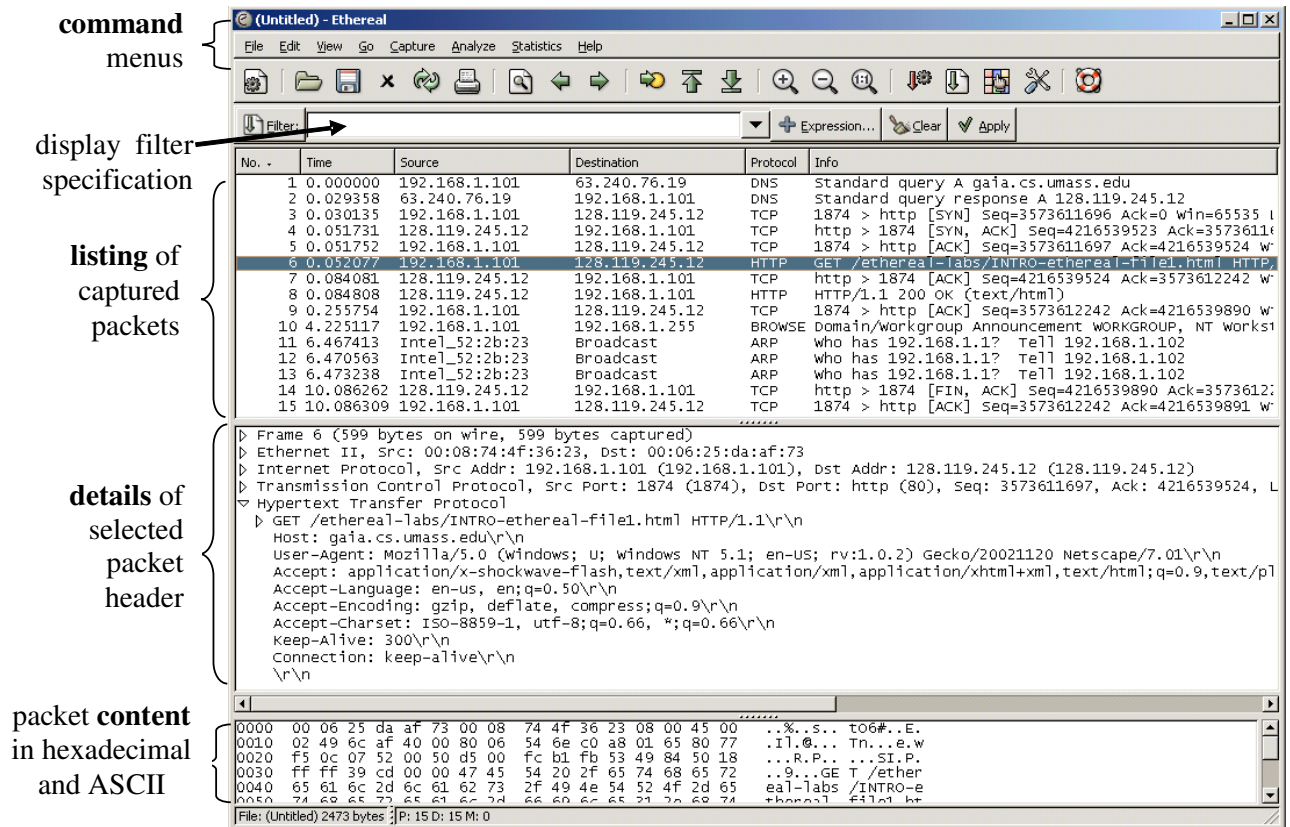 command
menus
display filter
specification
listing of
captured
packets
details of
selected
packet
header
packet content
in hexadecimal
and ASCII
(Untitled) - Ethereal
File Edit View Go Capture Analyze Statistics Help
Filter: Expression... Clear Apply
No. Time Source Destination Protocol Info
1 0.000000 192.168.1.101 63.240.76.19 DNS Standard query A gaia.cs.umass.edu
2 0.029358 63.240.76.19 192.168.1.101 DNS Standard query response A 128.119.245.12
3 0.030135 192.168.1.101 128.119.245.12 TCP 1874 > http [SYN] Seq=3573611696 Ack=0 Win=65535
4 0.051731 128.119.245.12 192.168.1.101 TCP http > 1874 [SYN, ACK] Seq=4216539523 Ack=3573611
5 0.051752 192.168.1.101 128.119.245.12 TCP 1874 > http [ACK] Seq=3573611697 Ack=4216539524
6 0.052077 192.168.1.101 128.119.245.12 HTTP GET /ethereal-labs/INTRO-ethereal-file1.html HTTP,
7 0.084081 128.119.245.12 192.168.1.101 TCP http > 1874 [ACK] Seq=4216539524 Ack=3573612242
8 0.084808 128.119.245.12 192.168.1.101 HTTP HTTP/1.1 200 OK (text/html)
9 0.255754 192.168.1.101 128.119.245.12 TCP 1874 > http [ACK] Seq=3573612242 Ack=4216539890
10 4.225117 192.168.1.101 192.168.1.255 BROWSE Domain/Workgroup Announcement WORKGROUP, NT Workst
11 6.467413 Intel_52:2b:23 Broadcast ARP Who has 192.168.1.1? Tell 192.168.1.102
12 6.470563 Intel_52:2b:23 Broadcast ARP Who has 192.168.1.1? Tell 192.168.1.102
13 6.473238 Intel_52:2b:23 Broadcast ARP Who has 192.168.1.1? Tell 192.168.1.102
14 10.086262 128.119.245.12 192.168.1.101 TCP http > 1874 [FIN, ACK] Seq=4216539890 Ack=3573612
15 10.086309 192.168.1.101 128.119.245.12 TCP 1874 > http [ACK] Seq=3573612242 Ack=4216539891
Frame 6 (599 bytes on wire, 599 bytes captured)
Ethernet II, Src: 00:08:74:4f:36:23, Dst: 00:06:25:da:af:73
Internet Protocol, Src Addr: 192.168.1.101 (192.168.1.101), Dst Addr: 128.119.245.12 (128.119.245.12)
Transmission Control Protocol, Src Port: 1874 (1874), Dst Port: http (80), Seq: 3573611697, Ack: 4216539524, L
Hypertext Transfer Protocol
GET /ethereal-labs/INTRO-ethereal-file1.html HTTP/1.1\r\n
Host: gaia.cs.umass.edu\r\n
User-Agent: Mozilla/5.0 (Windows; U; Windows NT 5.1; en-US; rv:1.0.2) Gecko/20021120 Netscape/7.01\r\n
Accept: application/x-shockwave-flash,text/xml,application/xml,application/xhtml+xml,text/html;q=0.9,text/pl
Accept-Language: en-us, en;q=0.50\r\n
Accept-Encoding: gzip, deflate, compress;q=0.9\r\n
Accept-Charset: ISO-8859-1, utf-8;q=0.66, *;q=0.66\r\n
Keep-Alive: 300\r\n
Connection: keep-alive\r\n
\r\n
0000 00 06 25 da af 73 00 08 74 4f 36 23 08 00 45 00 ..%..s.. tO6#..E.
0010 02 49 6c af 40 00 80 06 54 6e c0 a8 01 65 80 77 .Il.@... Tn...e.w
0020 f5 0c 07 52 00 50 d5 00 fc b1 fb 53 49 84 50 18 ...R.P.. ...SI.P.
0030 ff ff 39 cd 00 00 47 45 54 20 2f 65 74 68 65 72 ..9...GE T /ether
0040 65 61 6c 2d 6c 61 62 73 2f 49 4e 54 52 4f 2d 65 eal-labs /INTRO-e
0050 74 68 65 72 65 61 6c 2d 66 69 6c 65 31 2e 68 74 thereal- file1.ht
File: (Untitled) 2473 bytes P: 15 D: 15 M: 0